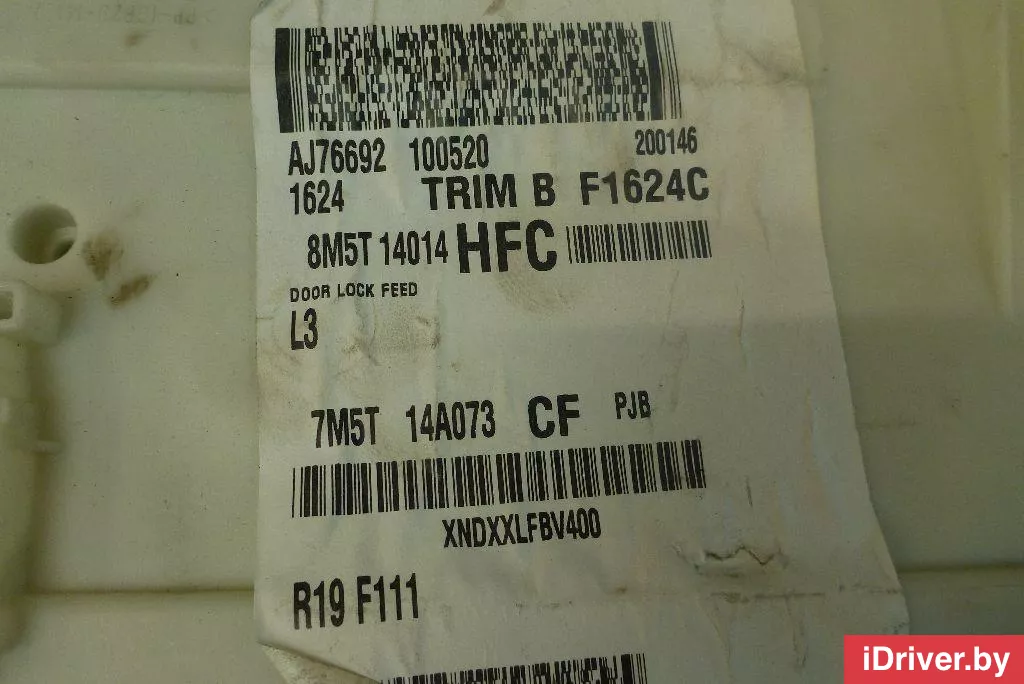 AJ76692 100520 200146
1624 TRIM B F1624C
8M5T 14014 HFC
DOOR LOCK FEED
L3
7M5T 14A073 CF PJB
XNDXXLFBV400
R19 F111
iDriver.by